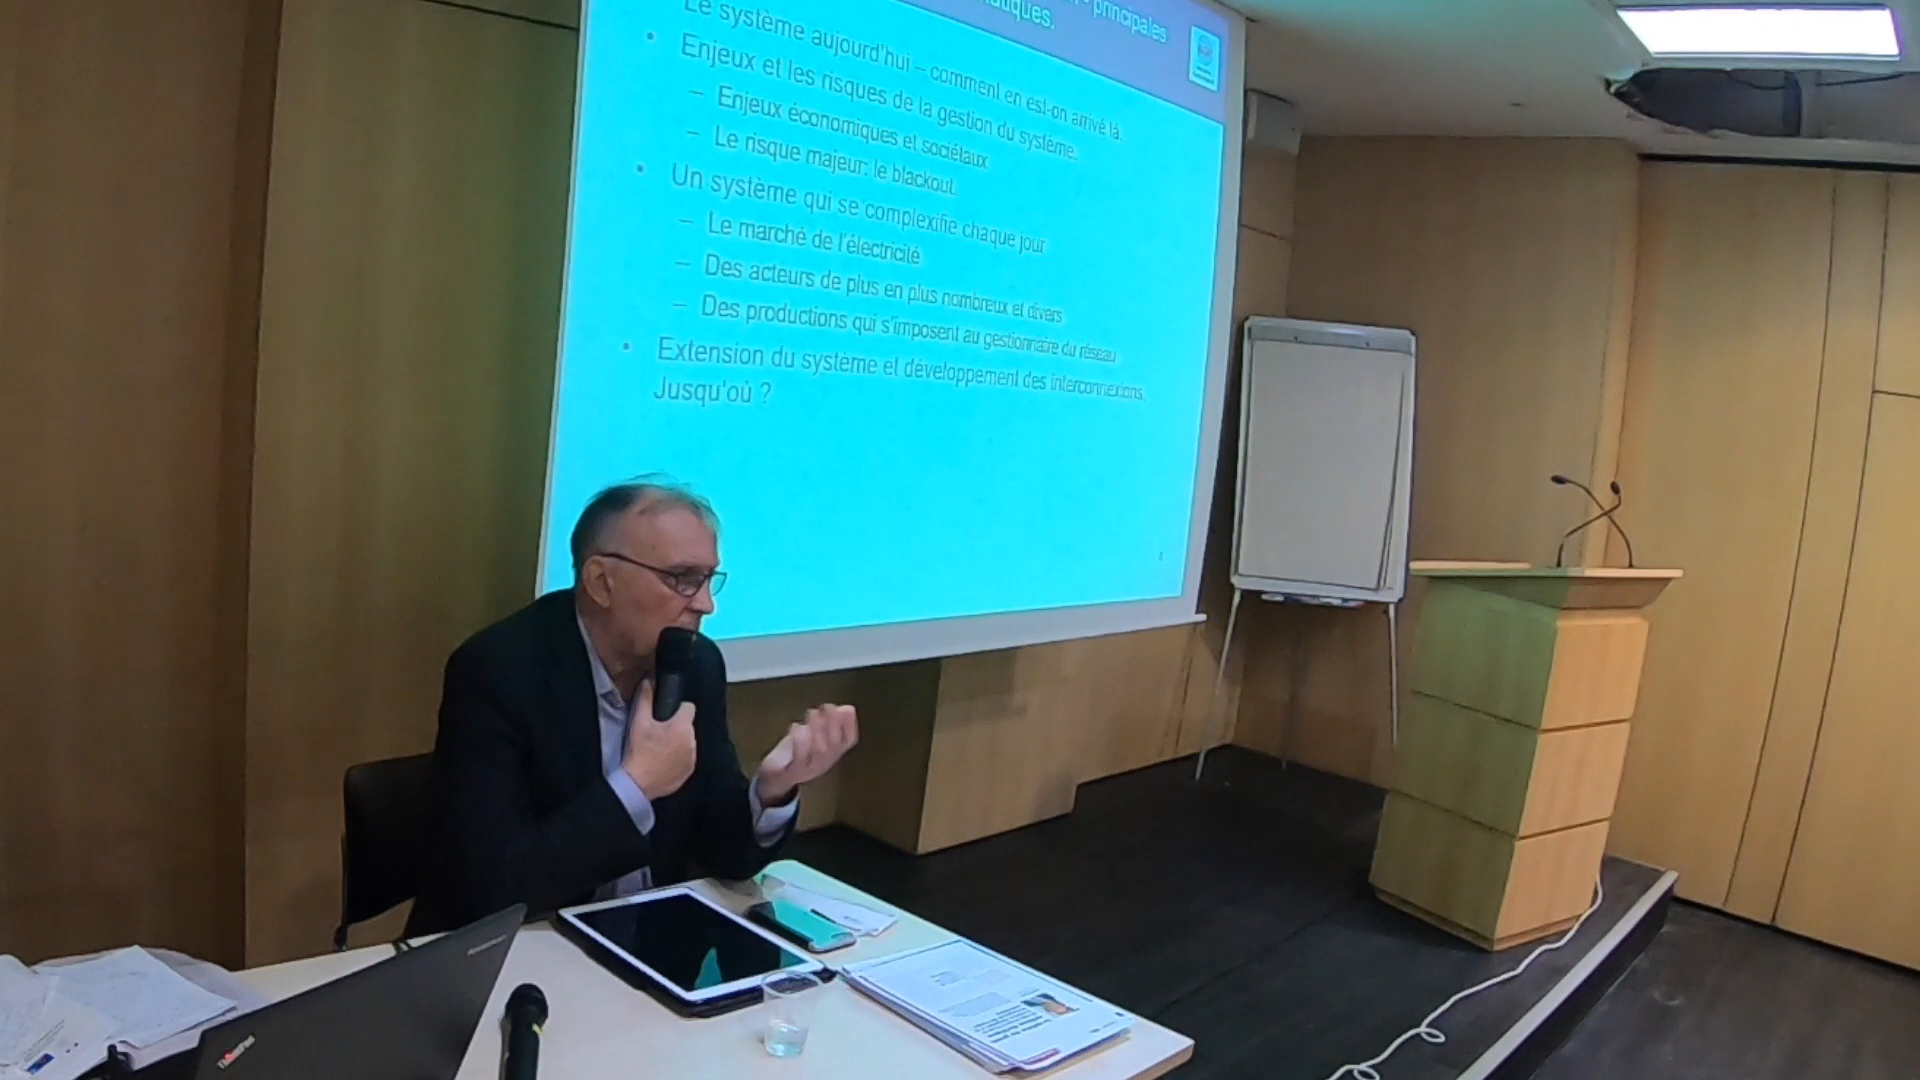 principales
Le système aujourd'hui – comment en est-on arrivé là.
• Enjeux et les risques de la gestion du système.
– Enjeux économiques et sociétaux
– Le risque majeur: le blackout.
• Un système qui se complexifie chaque jour
– Le marché de l'électricité
– Des acteurs de plus en plus nombreux et divers
– Des productions qui s'imposent au gestionnaire du réseau
• Extension du système et développement des interconnexions.
Jusqu'où ?
ThinkPad